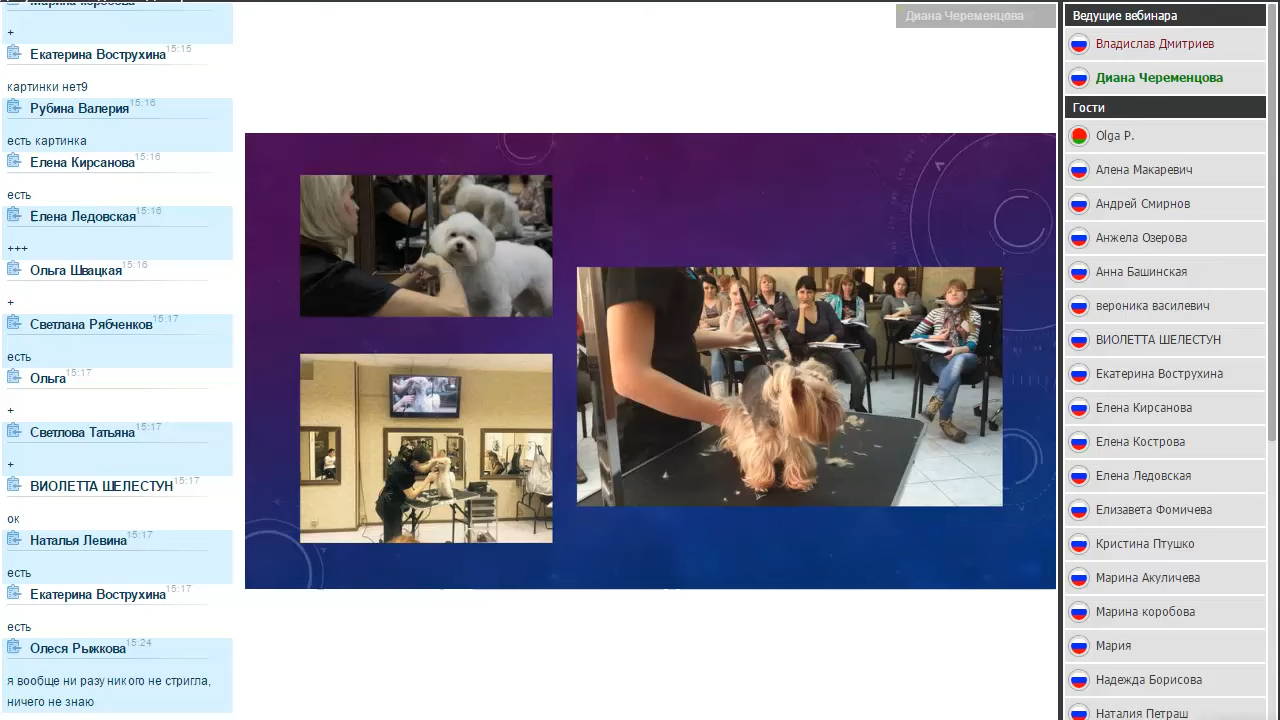 Марина коробова
+
Екатерина Вострухина 15:15
картинки нет9
Рубина Валерия 15:16
есть картинка
Елена Кирсанова 15:16
есть
Елена Ледовская 15:16
+++
Ольга Швацкая 15:16
+
Светлана Рябченков 15:17
есть
Ольга 15:17
+
Светлова Татьяна 15:17
+
ВИОЛЕТТА ШЕЛЕСТУН 15:17
ок
Наталья Левина 15:17
есть
Екатерина Вострухина 15:17
есть
Олеся Рыжкова 15:24
я вообще ни разу никого не стригла,
ничего не знаю
Диана Череменцова
Ведущие вебинара
Владислав Дмитриев
Диана Череменцова
Гости
Olga P.
Алена Макаревич
Андрей Смирнов
Анжела Озерова
Анна Башинская
вероника василевич
ВИОЛЕТТА ШЕЛЕСТУН
Екатерина Вострухина
Елена Кирсанова
Елена Кострова
Елена Ледовская
Елизавета Фомичева
Кристина Птушко
Марина Акуличева
Марина коробова
Мария
Надежда Борисова
Наталия Петраш